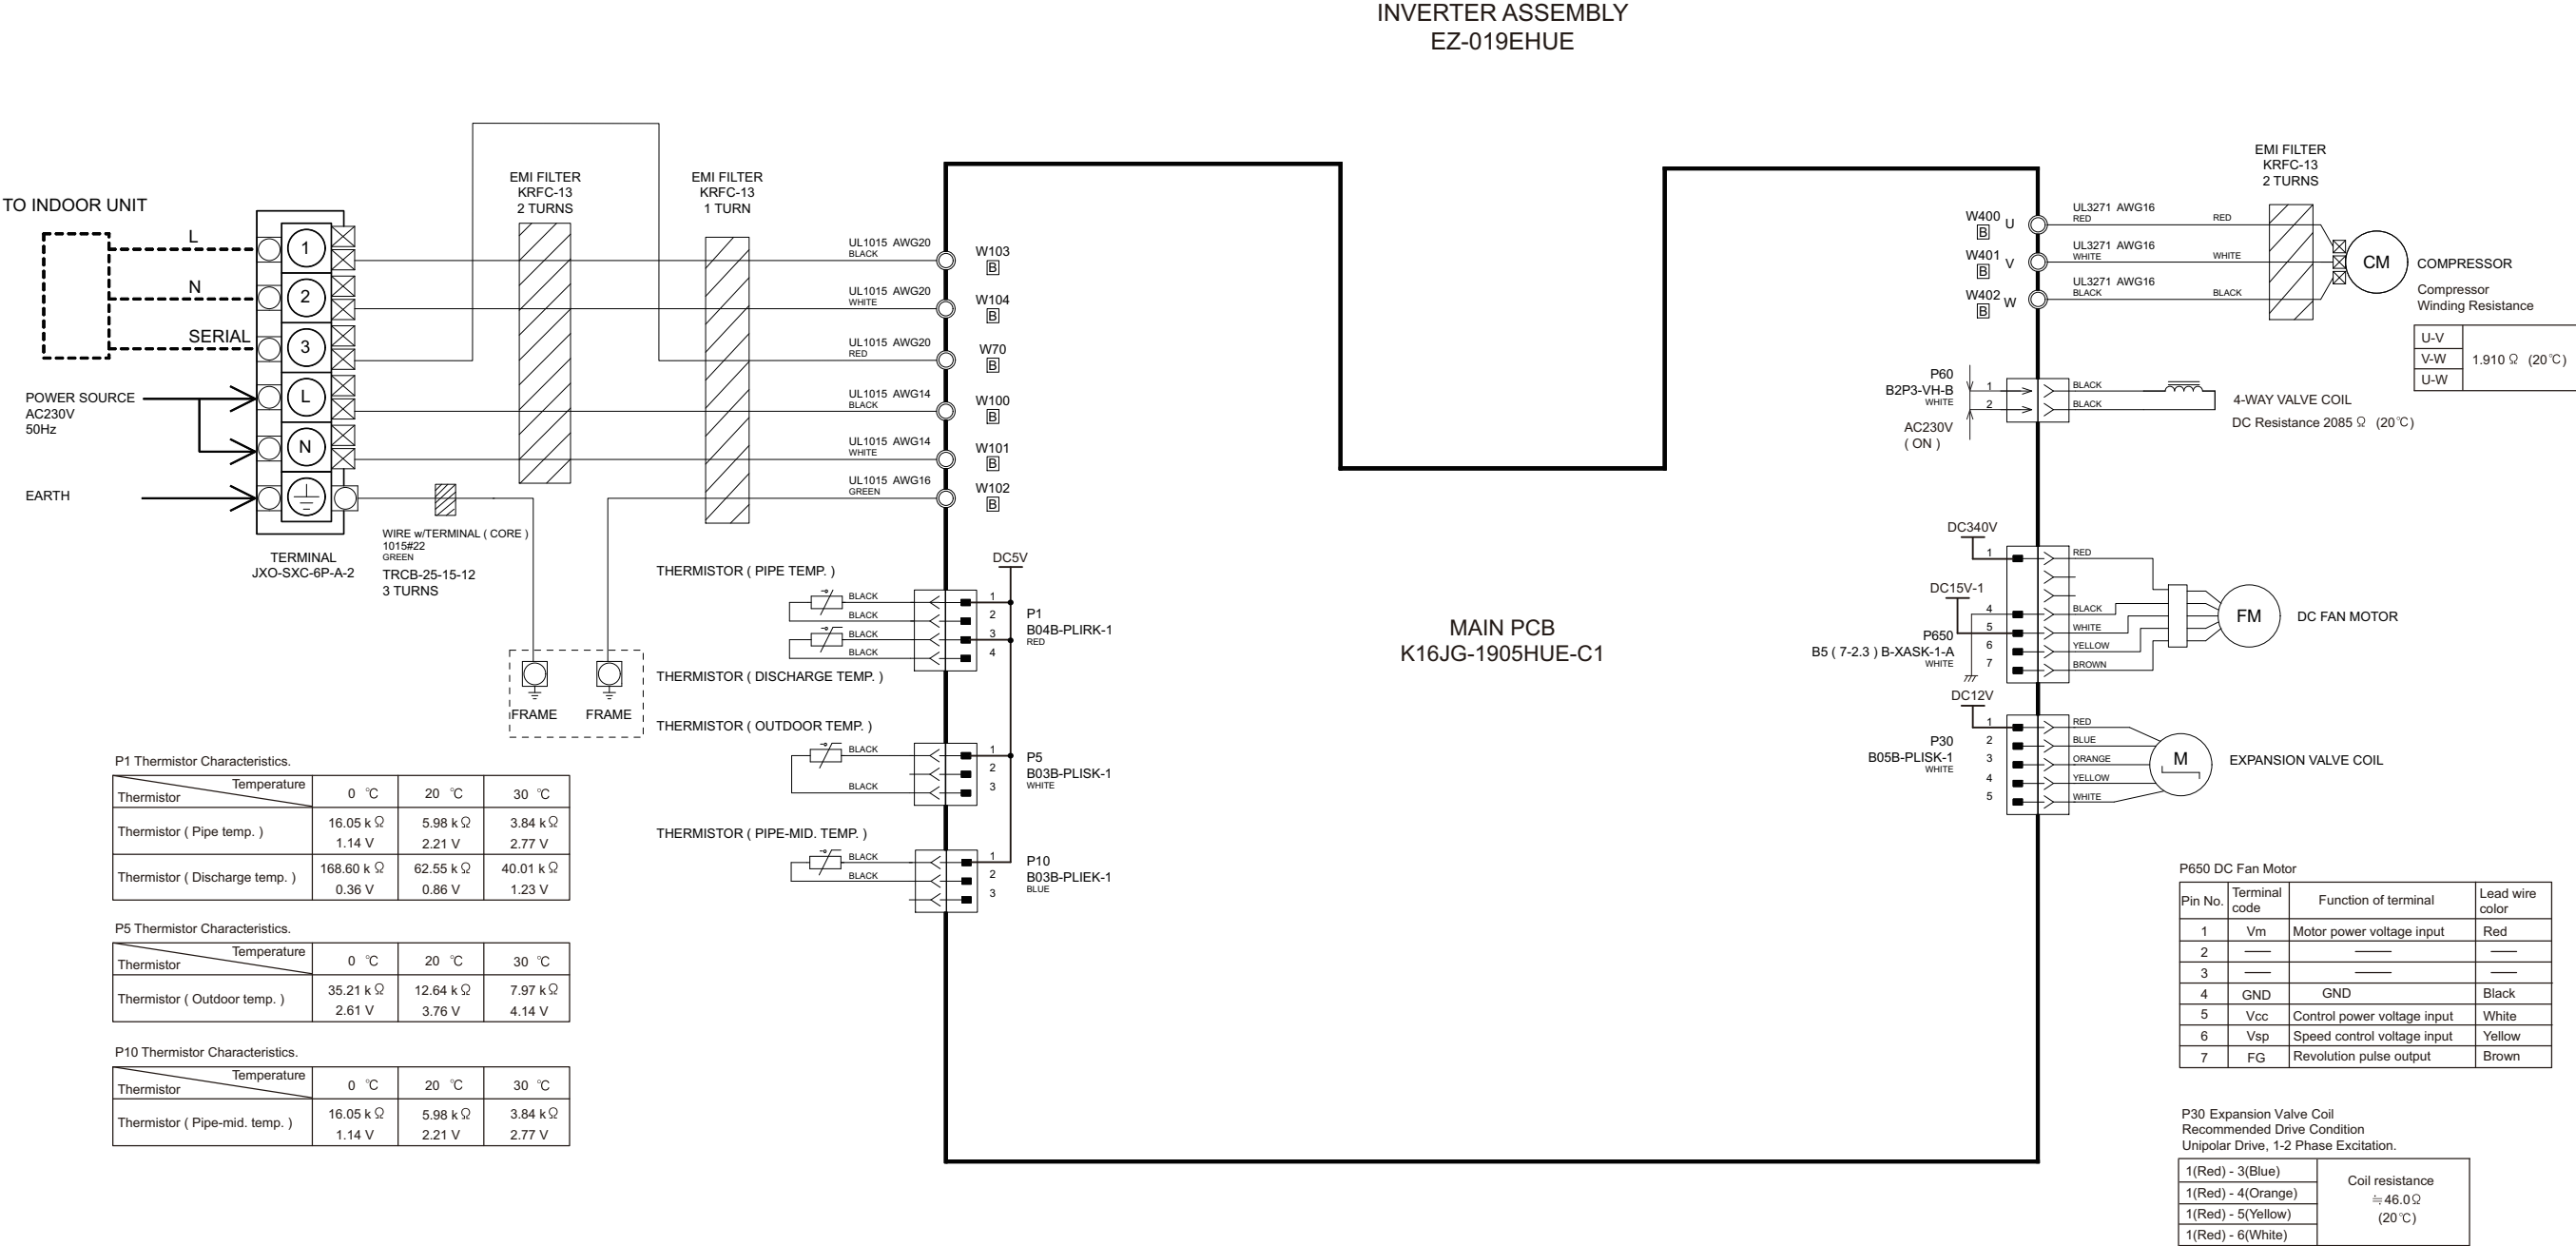 INVERTER ASSEMBLY
EZ-019EHUE
TO INDOOR UNIT
L
N
SERIAL
POWER SOURCE
AC230V
50Hz
EARTH
1
2
3
L
N
TERMINAL
JXO-SXC-6P-A-2
WIRE w/TERMINAL ( CORE )
1015#22
GREEN
TRCB-25-15-12
3 TURNS
EMI FILTER
KRFC-13
2 TURNS
EMI FILTER
KRFC-13
1 TURN
FRAME
FRAME
UL1015 AWG20
BLACK
W103
B
UL1015 AWG20
WHITE
W104
B
UL1015 AWG20
RED
W70
B
UL1015 AWG14
BLACK
W100
B
UL1015 AWG14
WHITE
W101
B
UL1015 AWG16
GREEN
W102
B
DC5V
THERMISTOR ( PIPE TEMP. )
BLACK
BLACK
BLACK
BLACK
1
2
3
4
P1
B04B-PLIRK-1
RED
THERMISTOR ( DISCHARGE TEMP. )
THERMISTOR ( OUTDOOR TEMP. )
BLACK
BLACK
1
2
3
P5
B03B-PLISK-1
WHITE
THERMISTOR ( PIPE-MID. TEMP. )
BLACK
BLACK
1
2
3
P10
B03B-PLIEK-1
BLUE
MAIN PCB
K16JG-1905HUE-C1
W400 U
B
W401 V
B
W402 W
B
UL3271 AWG16
RED RED
UL3271 AWG16
WHITE WHITE
UL3271 AWG16
BLACK BLACK
EMI FILTER
KRFC-13
2 TURNS
CM
COMPRESSOR
Compressor
Winding Resistance
U-V
V-W 1.910 Ω (20℃)
U-W
P60
B2P3-VH-B
WHITE
1
2
AC230V
( ON )
BLACK
BLACK
4-WAY VALVE COIL
DC Resistance 2085 Ω (20℃)
DC340V
1
DC15V-1
4
5
6
7
P650
B5 ( 7-2.3 ) B-XASK-1-A
WHITE
RED
BLACK
WHITE
YELLOW
BROWN
FM
DC FAN MOTOR
DC12V
1
2
3
4
5
P30
B05B-PLISK-1
WHITE
RED
BLUE
ORANGE
YELLOW
WHITE
M
EXPANSION VALVE COIL
P1 Thermistor Characteristics.
Temperature
Thermistor 0 ℃ 20 ℃ 30 ℃
Thermistor ( Pipe temp. ) 16.05 kΩ 5.98 kΩ 3.84 kΩ
1.14 V 2.21 V 2.77 V
Thermistor ( Discharge temp. ) 168.60 kΩ 62.55 kΩ 40.01 kΩ
0.36 V 0.86 V 1.23 V
P5 Thermistor Characteristics.
Temperature
Thermistor 0 ℃ 20 ℃ 30 ℃
Thermistor ( Outdoor temp. ) 35.21 kΩ 12.64 kΩ 7.97 kΩ
2.61 V 3.76 V 4.14 V
P10 Thermistor Characteristics.
Temperature
Thermistor 0 ℃ 20 ℃ 30 ℃
Thermistor ( Pipe-mid. temp. ) 16.05 kΩ 5.98 kΩ 3.84 kΩ
1.14 V 2.21 V 2.77 V
P650 DC Fan Motor
Pin No. Terminal code Function of terminal Lead wire color
1 Vm Motor power voltage input Red
2 — — —
3 — — —
4 GND GND Black
5 Vcc Control power voltage input White
6 Vsp Speed control voltage input Yellow
7 FG Revolution pulse output Brown
P30 Expansion Valve Coil
Recommended Drive Condition
Unipolar Drive, 1-2 Phase Excitation.
1(Red) - 3(Blue)
1(Red) - 4(Orange)
1(Red) - 5(Yellow)
1(Red) - 6(White)
Coil resistance
≒46.0Ω
(20℃)